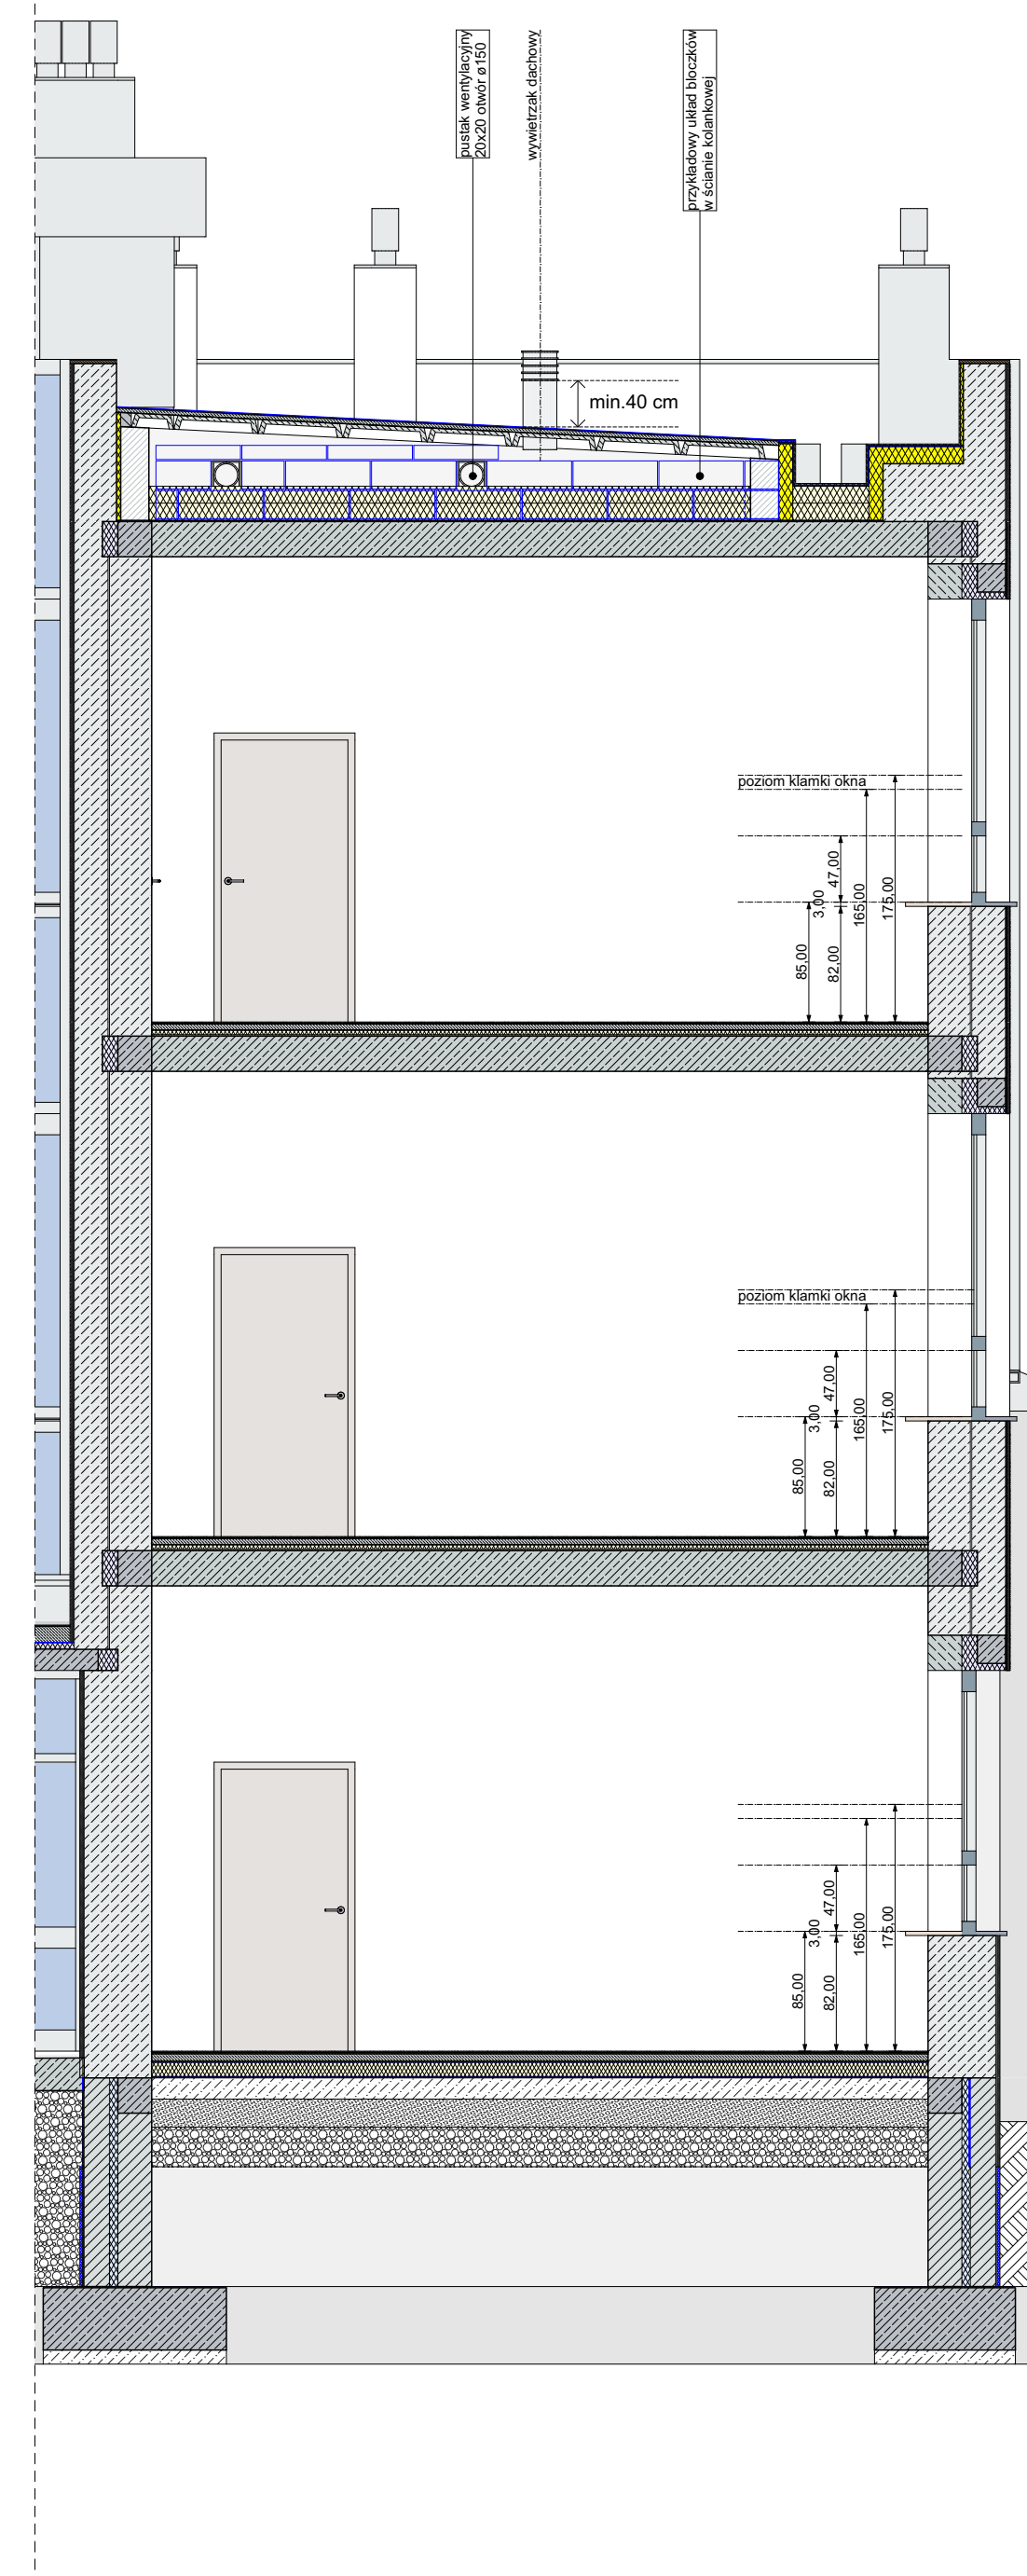 pustak wentylacyjny
20x20 otwór ø150
wywietrzak dachowy
przykładowy układ bloczków
w ścianie kolankowej
min.40 cm
poziom klamki okna
85,00
3,00
82,00
47,00
165,00
175,00
poziom klamki okna
85,00
3,00
82,00
47,00
165,00
175,00
85,00
3,00
82,00
47,00
165,00
175,00